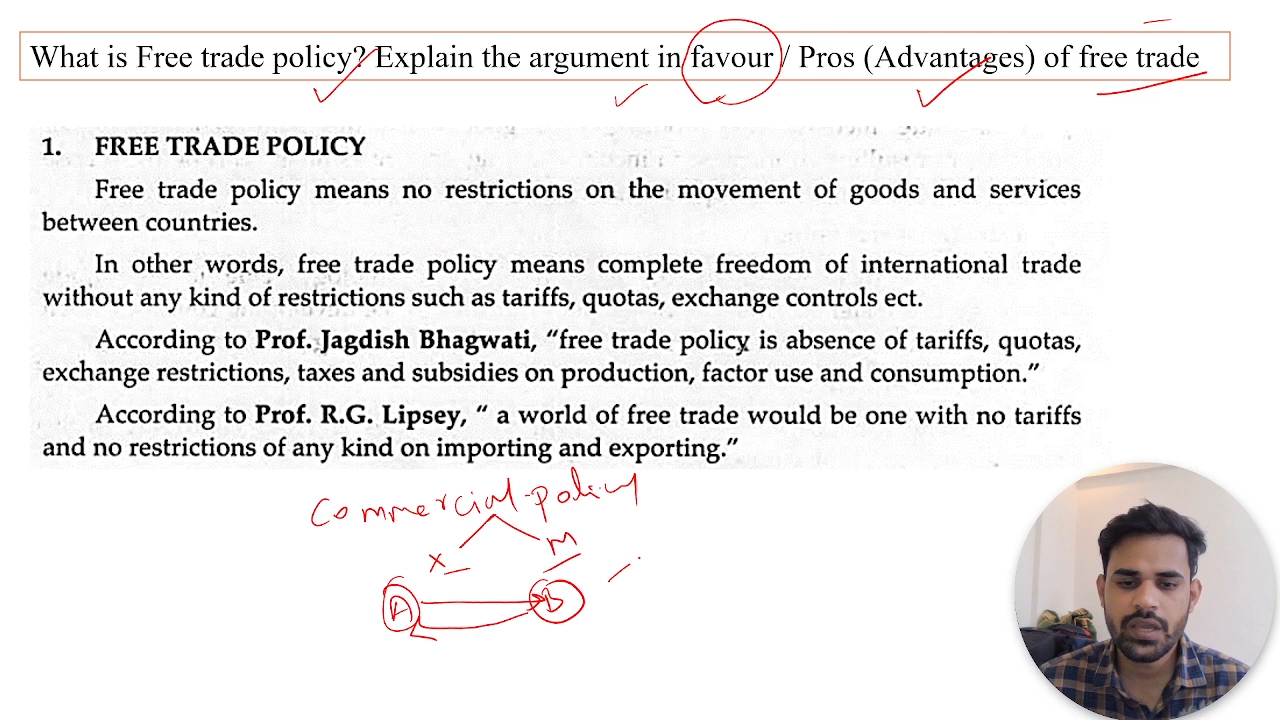 What is Free trade policy? Explain the argument in favour / Pros (Advantages) of free trade
1. FREE TRADE POLICY
Free trade policy means no restrictions on the movement of goods and services
between countries.
In other words, free trade policy means complete freedom of international trade
without any kind of restrictions such as tariffs, quotas, exchange controls ect.
According to Prof. Jagdish Bhagwati, “free trade policy is absence of tariffs, quotas,
exchange restrictions, taxes and subsidies on production, factor use and consumption.”
According to Prof. R.G. Lipsey, “ a world of free trade would be one with no tariffs
and no restrictions of any kind on importing and exporting.”
Commercial policy
X M
A B